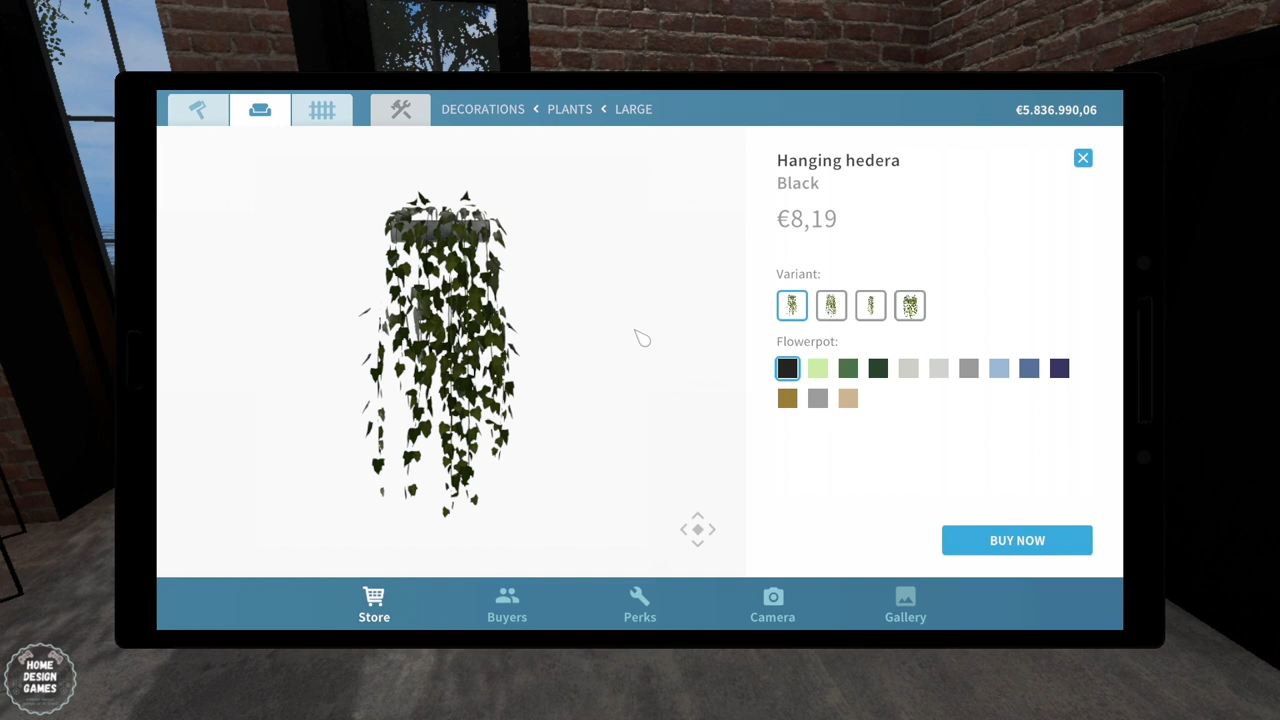 DECORATIONS < PLANTS < LARGE
€5.836.990,06
Hanging hedera
Black
€8,19
Variant:
Flowerpot:
BUY NOW
Store
Buyers
Perks
Camera
Gallery
HOME
DESIGN
GAMES